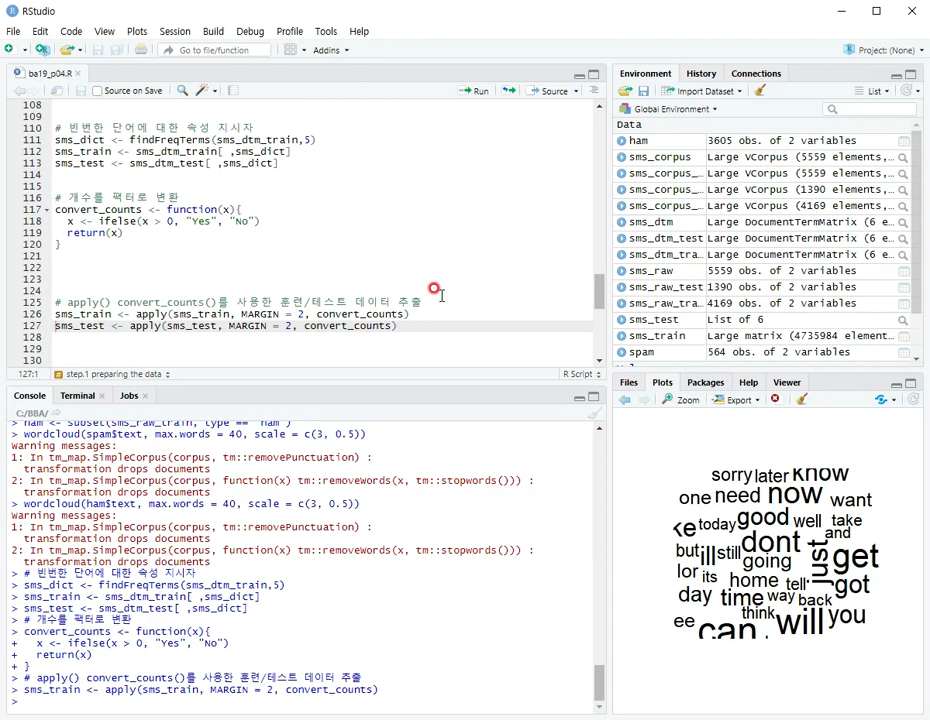 RStudio
File Edit Code View Plots Session Build Debug Profile Tools Help
Go to file/function
Addins
Project: (None)
ba19_p04.R
Source on Save
Run
Source
108
109
110 # 빈번한 단어에 대한 속성 지시자
111 sms_dict <- findFreqTerms(sms_dtm_train,5)
112 sms_train <- sms_dtm_train[ ,sms_dict]
113 sms_test <- sms_dtm_test[ ,sms_dict]
114
115
116 # 개수를 팩터로 변환
117 convert_counts <- function(x){
118 x <- ifelse(x > 0, "Yes", "No")
119 return(x)
120 }
121
122
123
124
125 # apply() convert_counts()를 사용한 훈련/테스트 데이터 추출
126 sms_train <- apply(sms_train, MARGIN = 2, convert_counts)
127 sms_test <- apply(sms_test, MARGIN = 2, convert_counts)
128
129
130
127:1 step.1 preparing the data R Script
Console Terminal Jobs
C:/BBA/
> ham <- subset(sms_raw_train, type == "ham")
> wordcloud(spam$text, max.words = 40, scale = c(3, 0.5))
Warning messages:
1: In tm_map.SimpleCorpus(corpus, tm::removePunctuation) :
transformation drops documents
2: In tm_map.SimpleCorpus(corpus, function(x) tm::removeWords(x, tm::stopwords())) :
transformation drops documents
> wordcloud(ham$text, max.words = 40, scale = c(3, 0.5))
Warning messages:
1: In tm_map.SimpleCorpus(corpus, tm::removePunctuation) :
transformation drops documents
2: In tm_map.SimpleCorpus(corpus, function(x) tm::removeWords(x, tm::stopwords())) :
transformation drops documents
> # 빈번한 단어에 대한 속성 지시자
> sms_dict <- findFreqTerms(sms_dtm_train,5)
> sms_train <- sms_dtm_train[ ,sms_dict]
> sms_test <- sms_dtm_test[ ,sms_dict]
> # 개수를 팩터로 변환
> convert_counts <- function(x){
+ x <- ifelse(x > 0, "Yes", "No")
+ return(x)
+ }
> # apply() convert_counts()를 사용한 훈련/테스트 데이터 추출
> sms_train <- apply(sms_train, MARGIN = 2, convert_counts)
>
Environment History Connections
Import Dataset
List
Global Environment
Data
ham 3605 obs. of 2 variables
sms_corpus Large VCorpus (5559 elements,...
sms_corpus_... Large VCorpus (5559 elements,...
sms_corpus_... Large VCorpus (1390 elements,...
sms_corpus_... Large VCorpus (4169 elements,...
sms_dtm Large DocumentTermMatrix (6 e...
sms_dtm_test Large DocumentTermMatrix (6 e...
sms_dtm_tra... Large DocumentTermMatrix (6 e...
sms_raw 5559 obs. of 2 variables
sms_raw_test 1390 obs. of 2 variables
sms_raw_tra... 4169 obs. of 2 variables
sms_test List of 6
sms_train Large matrix (4735984 element...
spam 564 obs. of 2 variables
Files Plots Packages Help Viewer
Zoom
Export
sorry later know
one need now want
ke today good well take
but ill still dont just and
lor its going get
home tell got
day time way back
think
ee can will you